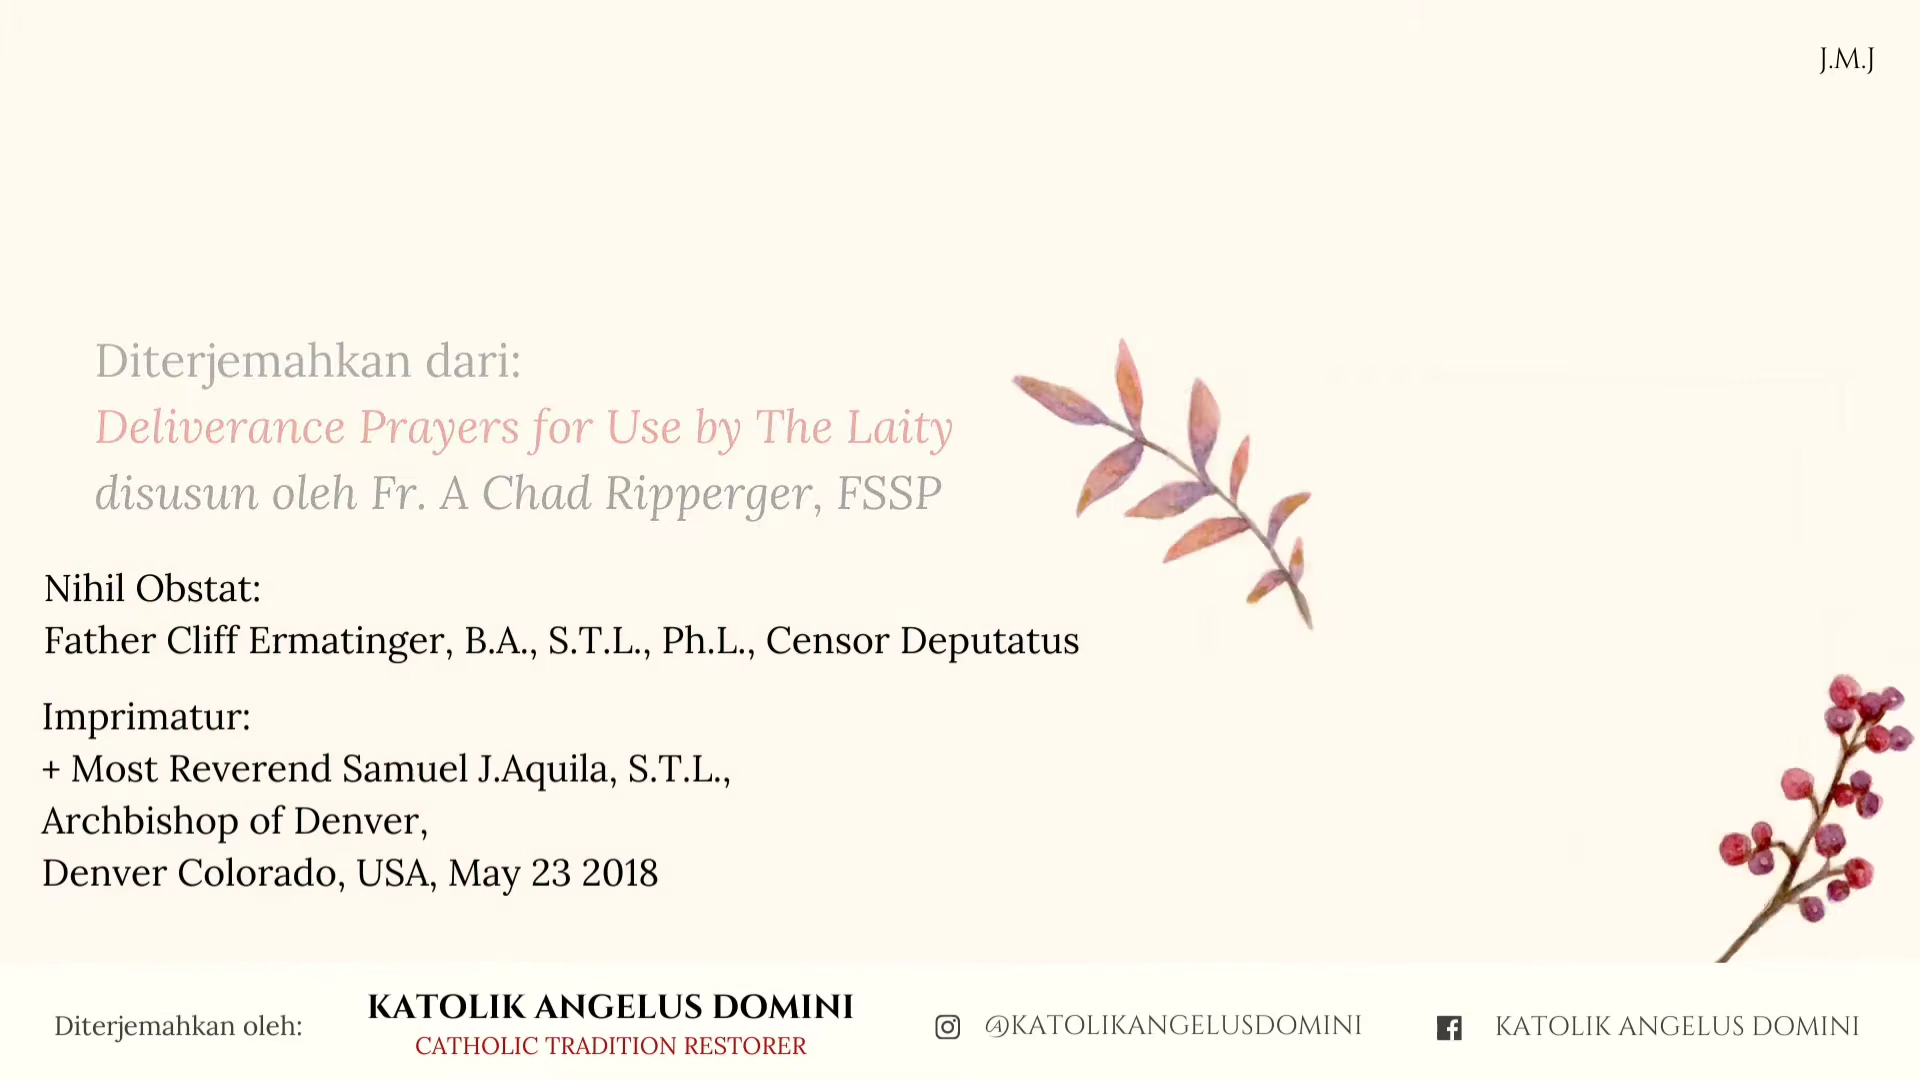 J.M.J
Diterjemahkan dari:
Deliverance Prayers for Use by The Laity
disusun oleh Fr. A Chad Ripperger, FSSP
Nihil Obstat:
Father Cliff Ermatinger, B.A., S.T.L., Ph.L., Censor Deputatus
Imprimatur:
+ Most Reverend Samuel J.Aquila, S.T.L.,
Archbishop of Denver,
Denver Colorado, USA, May 23 2018
Diterjemahkan oleh:
KATOLIK ANGELUS DOMINI
CATHOLIC TRADITION RESTORER
@KATOLIKANGELUSDOMINI
KATOLIK ANGELUS DOMINI